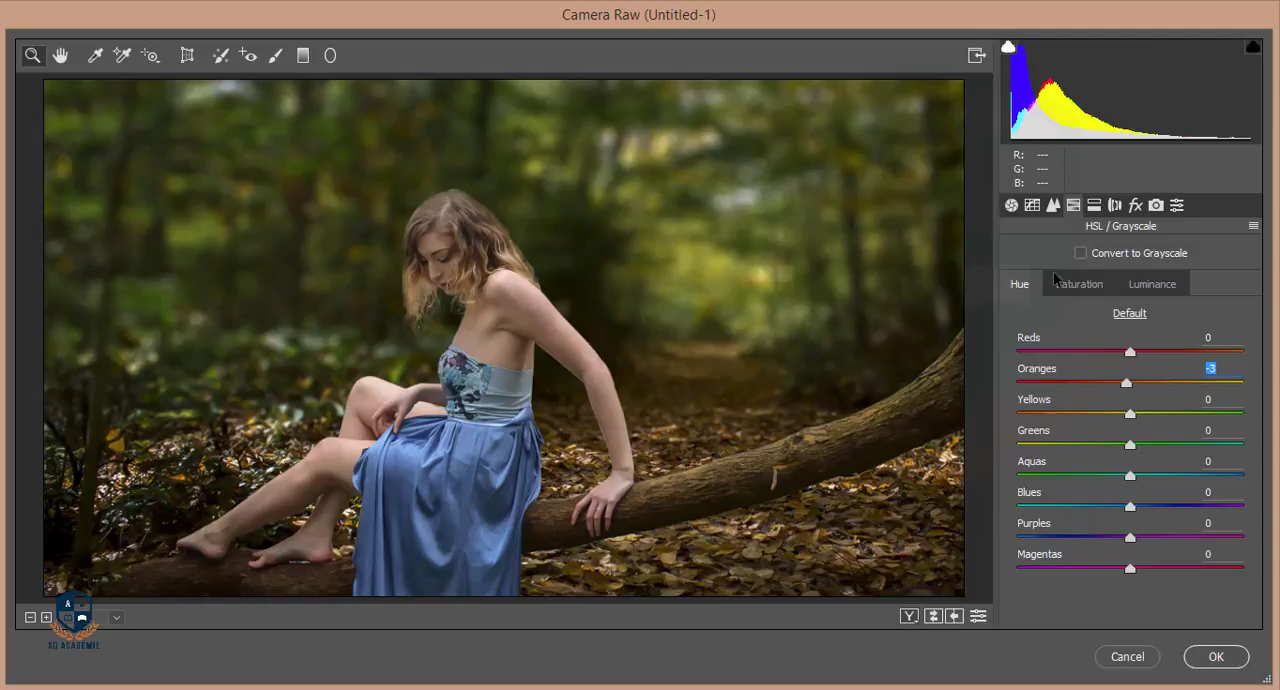 Camera Raw (Untitled-1)
R: ---
G: ---
B: ---
HSL / Grayscale
Convert to Grayscale
Hue Saturation Luminance
Default
Reds 0
Oranges -3
Yellows 0
Greens 0
Aquas 0
Blues 0
Purples 0
Magentas 0
Y
AD ACADEMIE
Cancel OK